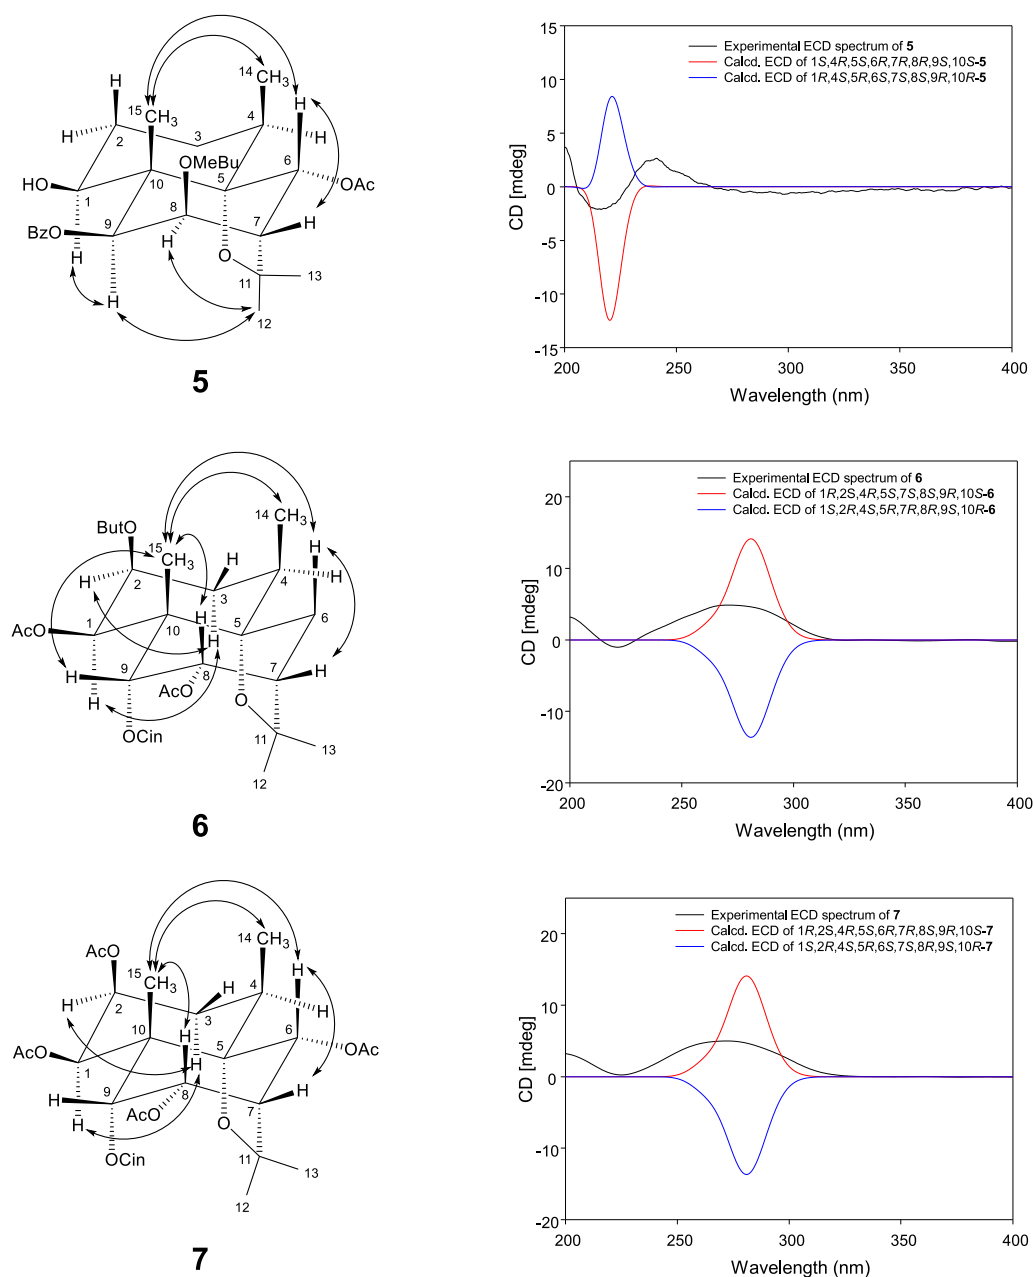 14
CH3
15
CH3
H
H
H
4
3
2
H
OMeBu
6
OAc
10
5
HO
8
1
7
H
9
BzO
H
O
H
13
11
H
12
5
15
10
5
0
-5
-10
-15
200
250
300
350
400
CD [mdeg]
Wavelength (nm)
Experimental ECD spectrum of 5
Calcd. ECD of 1S,4R,5S,6R,7R,8R,9S,10S-5
Calcd. ECD of 1R,4S,5R,6S,7S,8S,9R,10R-5
14
CH3
ButO
15
CH3
H
H
H
H
2
3
4
H
1
6
AcO
10
5
H
9
8
7
H
AcO
H
O
OCin
11
13
12
6
20
10
0
-10
-20
200
250
300
350
400
CD [mdeg]
Wavelength (nm)
Experimental ECD spectrum of 6
Calcd. ECD of 1R,2S,4R,5S,7S,8S,9R,10S-6
Calcd. ECD of 1S,2R,4S,5R,7R,8R,9S,10R-6
14
CH3
AcO
15
CH3
H
H
H
4
H
2
3
H
10
6
5
OAc
AcO
1
H
9
8
H
AcO
7
H
O
OCin
11
13
12
7
20
10
0
-10
-20
200
250
300
350
400
CD [mdeg]
Wavelength (nm)
Experimental ECD spectrum of 7
Calcd. ECD of 1R,2S,4R,5S,6R,7R,8S,9R,10S-7
Calcd. ECD of 1S,2R,4S,5R,6S,7S,8R,9S,10R-7